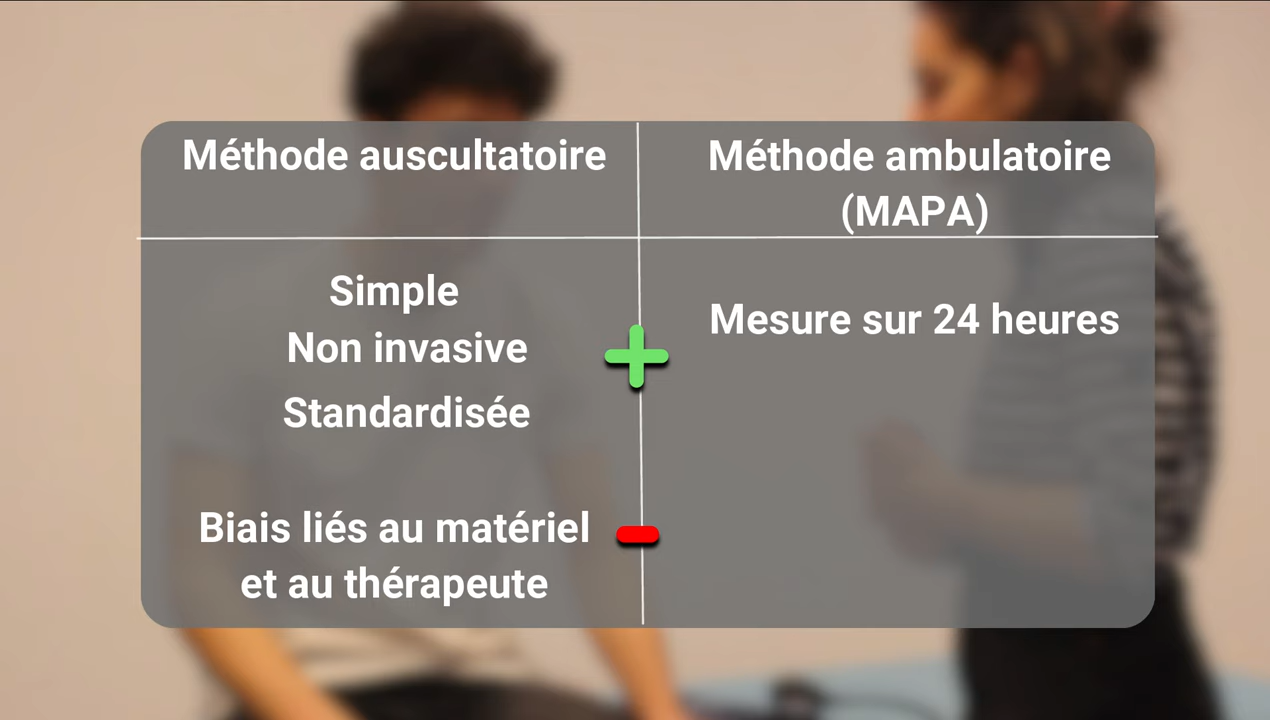 Méthode auscultatoire
Méthode ambulatoire
(MAPA)
Simple
Non invasive
Standardisée
Mesure sur 24 heures
Biais liés au matériel
et au thérapeute